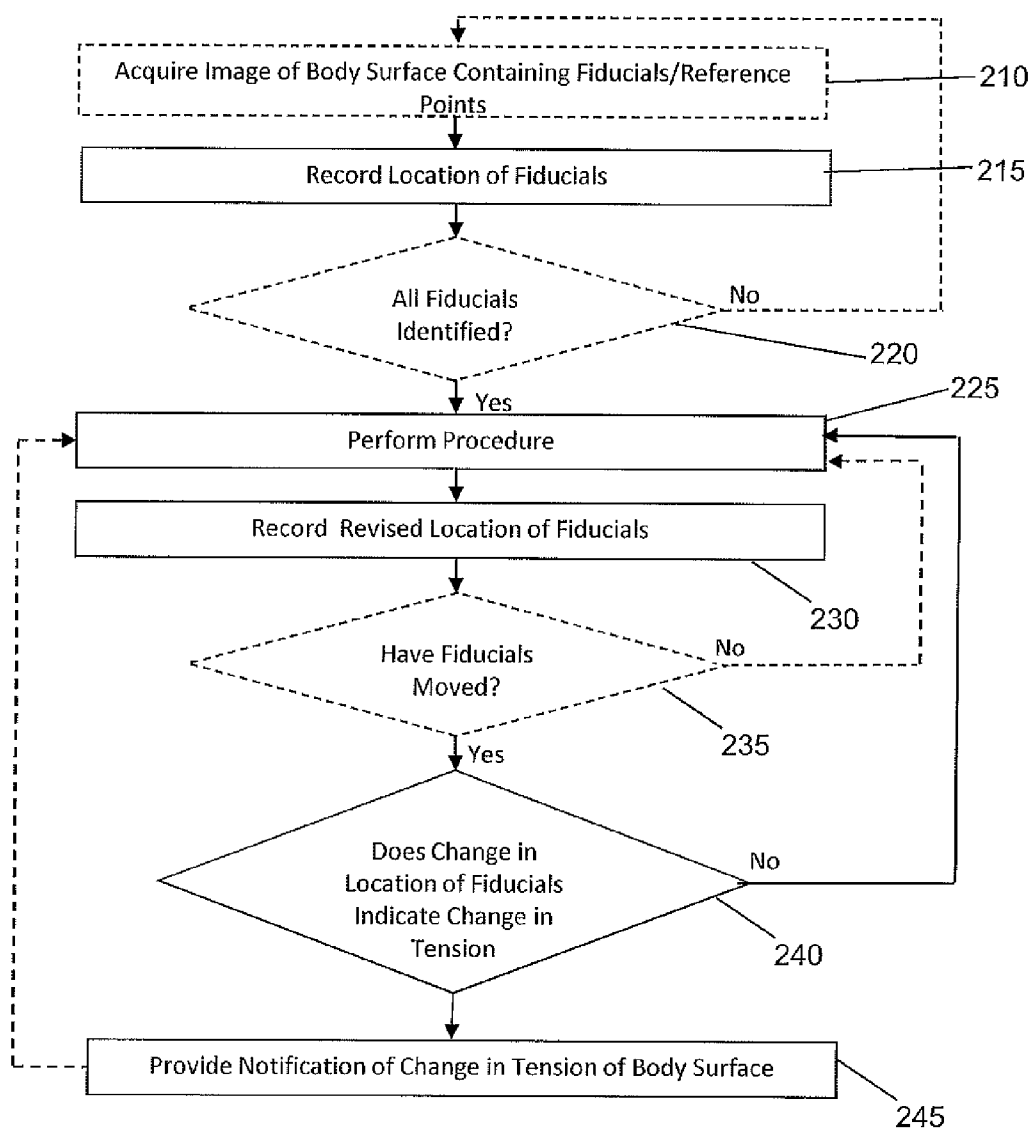 Acquire Image of Body Surface Containing Fiducials/Reference
Points
210
Record Location of Fiducials
215
All Fiducials
Identified?
No
220
Yes
225
Perform Procedure
Record Revised Location of Fiducials
230
Have Fiducials
Moved?
No
235
Yes
Does Change in
Location of Fiducials
Indicate Change in
Tension
No
240
Provide Notification of Change in Tension of Body Surface
245